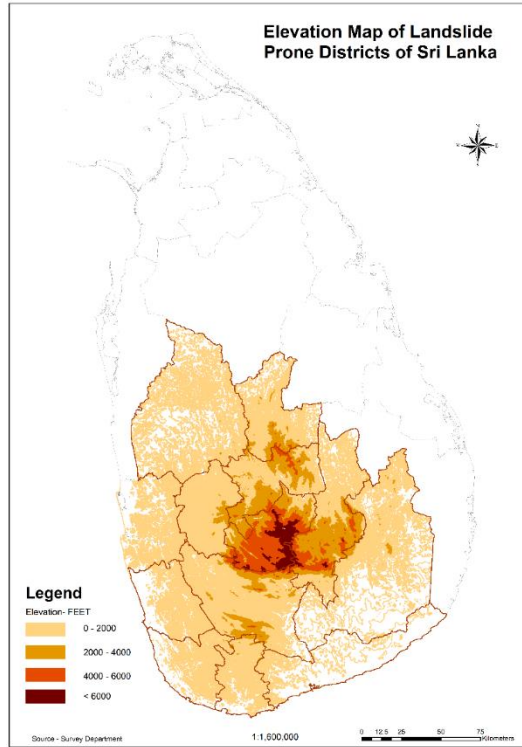 Elevation Map of Landslide
Prone Districts of Sri Lanka
N
W E
S
Legend
Elevation- FEET
0 - 2000
2000 - 4000
4000 - 6000
< 6000
Source - Survey Department
1:1,600,000
0 12.5 25 50 75
Kilometers